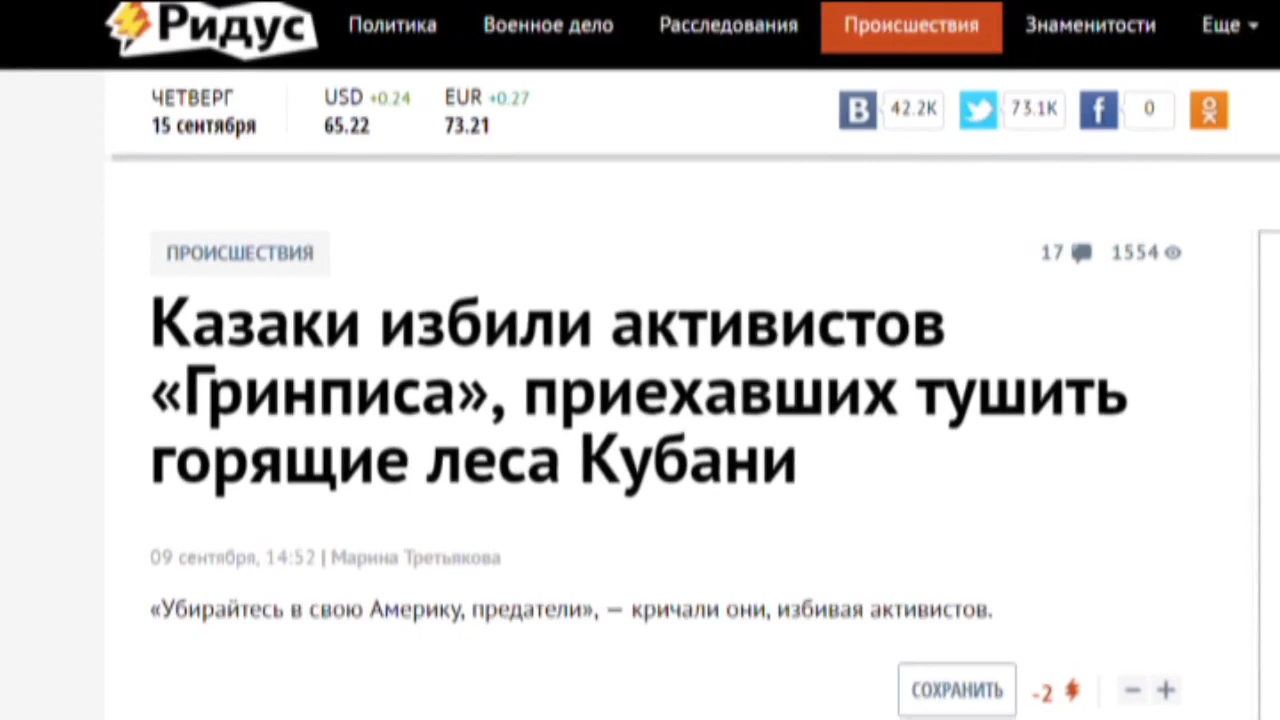 Ридус Политика Военное дело Расследования Происшествия Знаменитости Еще
ЧЕТВЕРГ USD +0.24 EUR +0.27
15 сентября 65.22 73.21
B 42.2K 73.1K f 0
ПРОИСШЕСТВИЯ 17 1554
Казаки избили активистов
«Гринписа», приехавших тушить
горящие леса Кубани
09 сентября, 14:52 | Марина Третьякова
«Убирайтесь в свою Америку, предатели», — кричали они, избивая активистов.
СОХРАНИТЬ -2 − +